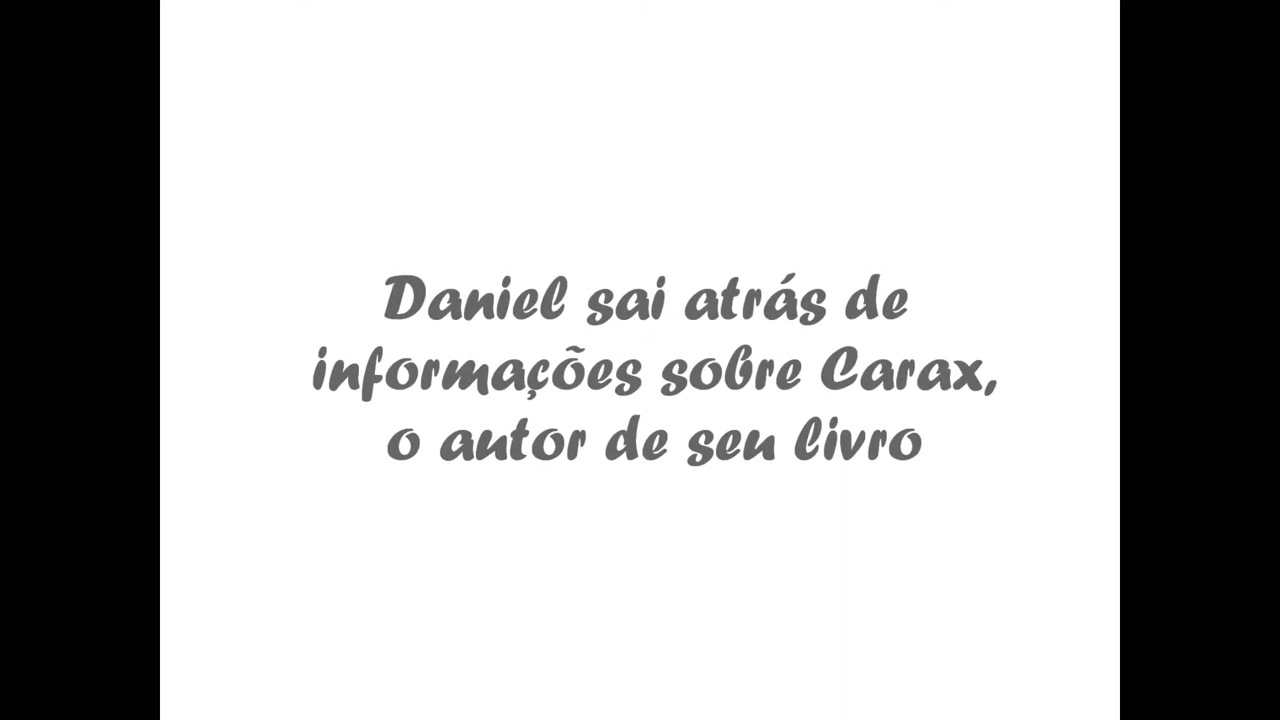 Daniel sai atrás de
informações sobre Carax,
o autor de seu livro